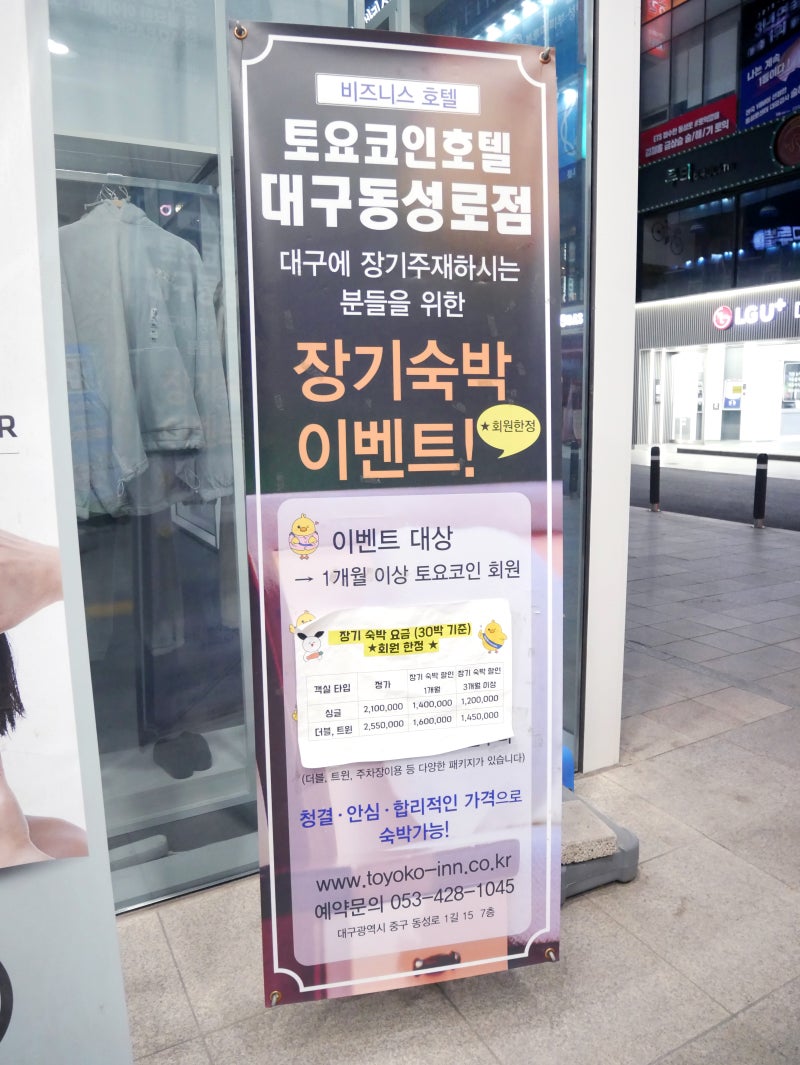 비즈니스 호텔
토요코인호텔
대구동성로점
대구에 장기주재하시는
분들을 위한
장기숙박
이벤트!
★회원한정
이벤트 대상
→ 1개월 이상 토요코인 회원
장기 숙박 요금 (30박 기준)
★회원 한정 ★
객실 타입 정가 장기 숙박 할인 1개월 장기 숙박 할인 3개월 이상
싱글 2,100,000 1,400,000 1,200,000
더블, 트윈 2,550,000 1,600,000 1,450,000
(더블, 트윈, 주차장이용 등 다양한 패키지가 있습니다)
청결·안심·합리적인 가격으로
숙박가능!
www.toyoko-inn.co.kr
예약문의 053-428-1045
대구광역시 중구 동성로 1길 15 7층
R
나는 계속
1등이다!
LG U+